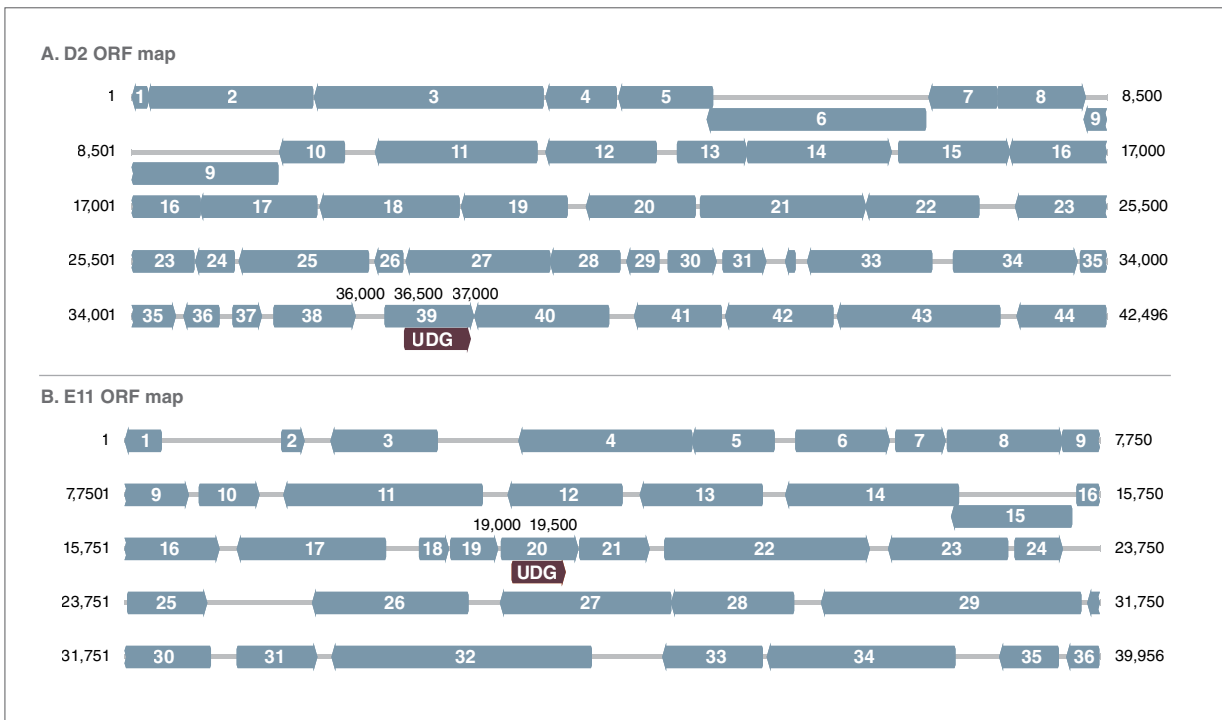 A. D2 ORF map
1 1 2 3 4 5 7 8 8,500
6 9
8,501 10 11 12 13 14 15 16 17,000
9
17,001 16 17 18 19 20 21 22 23 25,500
25,501 23 24 25 26 27 28 29 30 31 33 34 35 34,000
36,000 36,500 37,000
34,001 35 36 37 38 39 40 41 42 43 44 42,496
UDG
B. E11 ORF map
1 1 2 3 4 5 6 7 8 9 7,750
7,7501 9 10 11 12 13 14 16 15,750
15
19,000 19,500
15,751 16 17 18 19 20 21 22 23 24 23,750
UDG
23,751 25 26 27 28 29 31,750
31,751 30 31 32 33 34 35 36 39,956